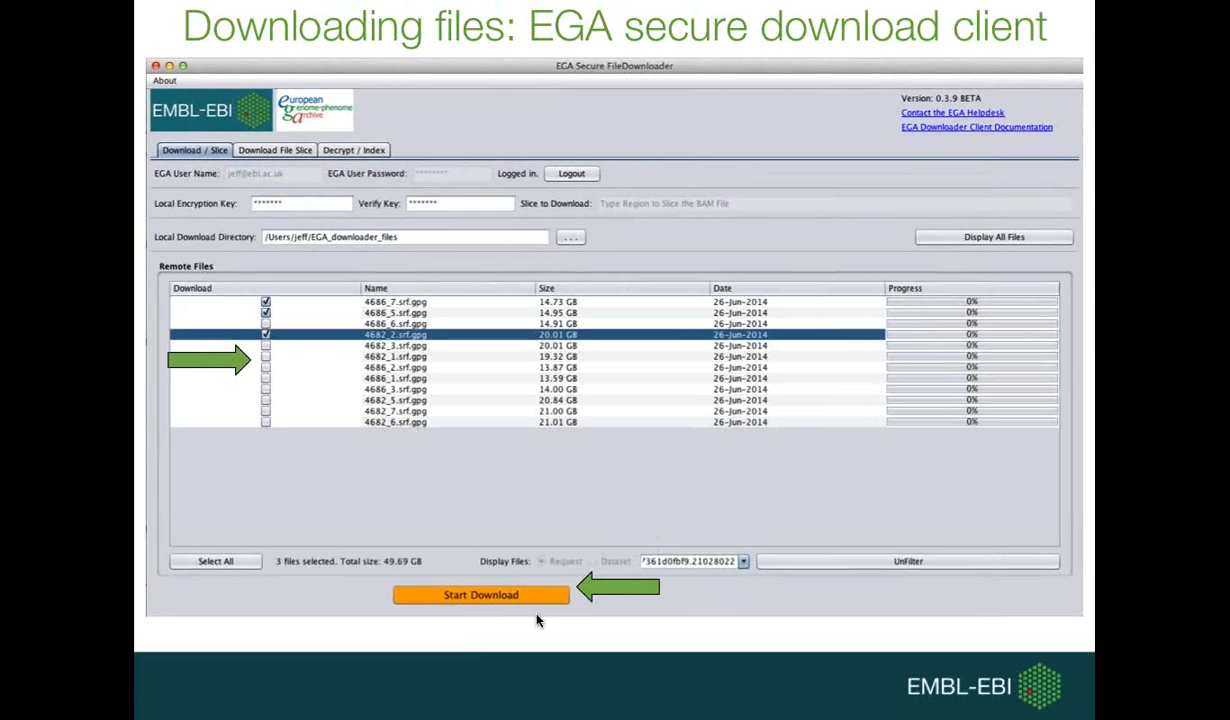 Downloading files: EGA secure download client
EGA Secure FileDownloader
About
EMBL-EBI
european genome-phenome archive
Version: 0.3.9 BETA
Contact the EGA Helpdesk
EGA Downloader Client Documentation
Download / Slice Download File Slice Decrypt / Index
EGA User Name: jeff@ebi.ac.uk EGA User Password: ******** Logged in. Logout
Local Encryption Key: ******* Verify Key: ******* Slice to Download: Type Region to Slice the BAM File
Local Download Directory: /Users/jeff/EGA_downloader_files ... Display All Files
Remote Files
Download Name Size Date Progress
4686_7.srf.gpg 14.73 GB 26-Jun-2014 0%
4686_5.srf.gpg 14.95 GB 26-Jun-2014 0%
4686_6.srf.gpg 14.91 GB 26-Jun-2014 0%
4682_2.srf.gpg 20.01 GB 26-Jun-2014 0%
4682_3.srf.gpg 20.01 GB 26-Jun-2014 0%
4682_1.srf.gpg 19.32 GB 26-Jun-2014 0%
4686_2.srf.gpg 13.87 GB 26-Jun-2014 0%
4686_1.srf.gpg 13.59 GB 26-Jun-2014 0%
4686_3.srf.gpg 14.00 GB 26-Jun-2014 0%
4682_5.srf.gpg 20.84 GB 26-Jun-2014 0%
4682_7.srf.gpg 21.00 GB 26-Jun-2014 0%
4682_6.srf.gpg 21.01 GB 26-Jun-2014 0%
Select All 3 files selected. Total size: 49.69 GB Display Files: Request Dataset 361d0fbf9.21028022 UnFilter
Start Download
EMBL-EBI